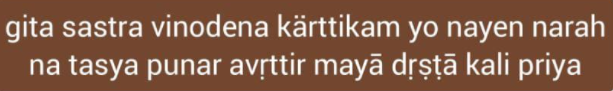 gita sastra vinodena kärttikam yo nayen narah
na tasya punar avṛttir mayā dṛṣṭā kali priya